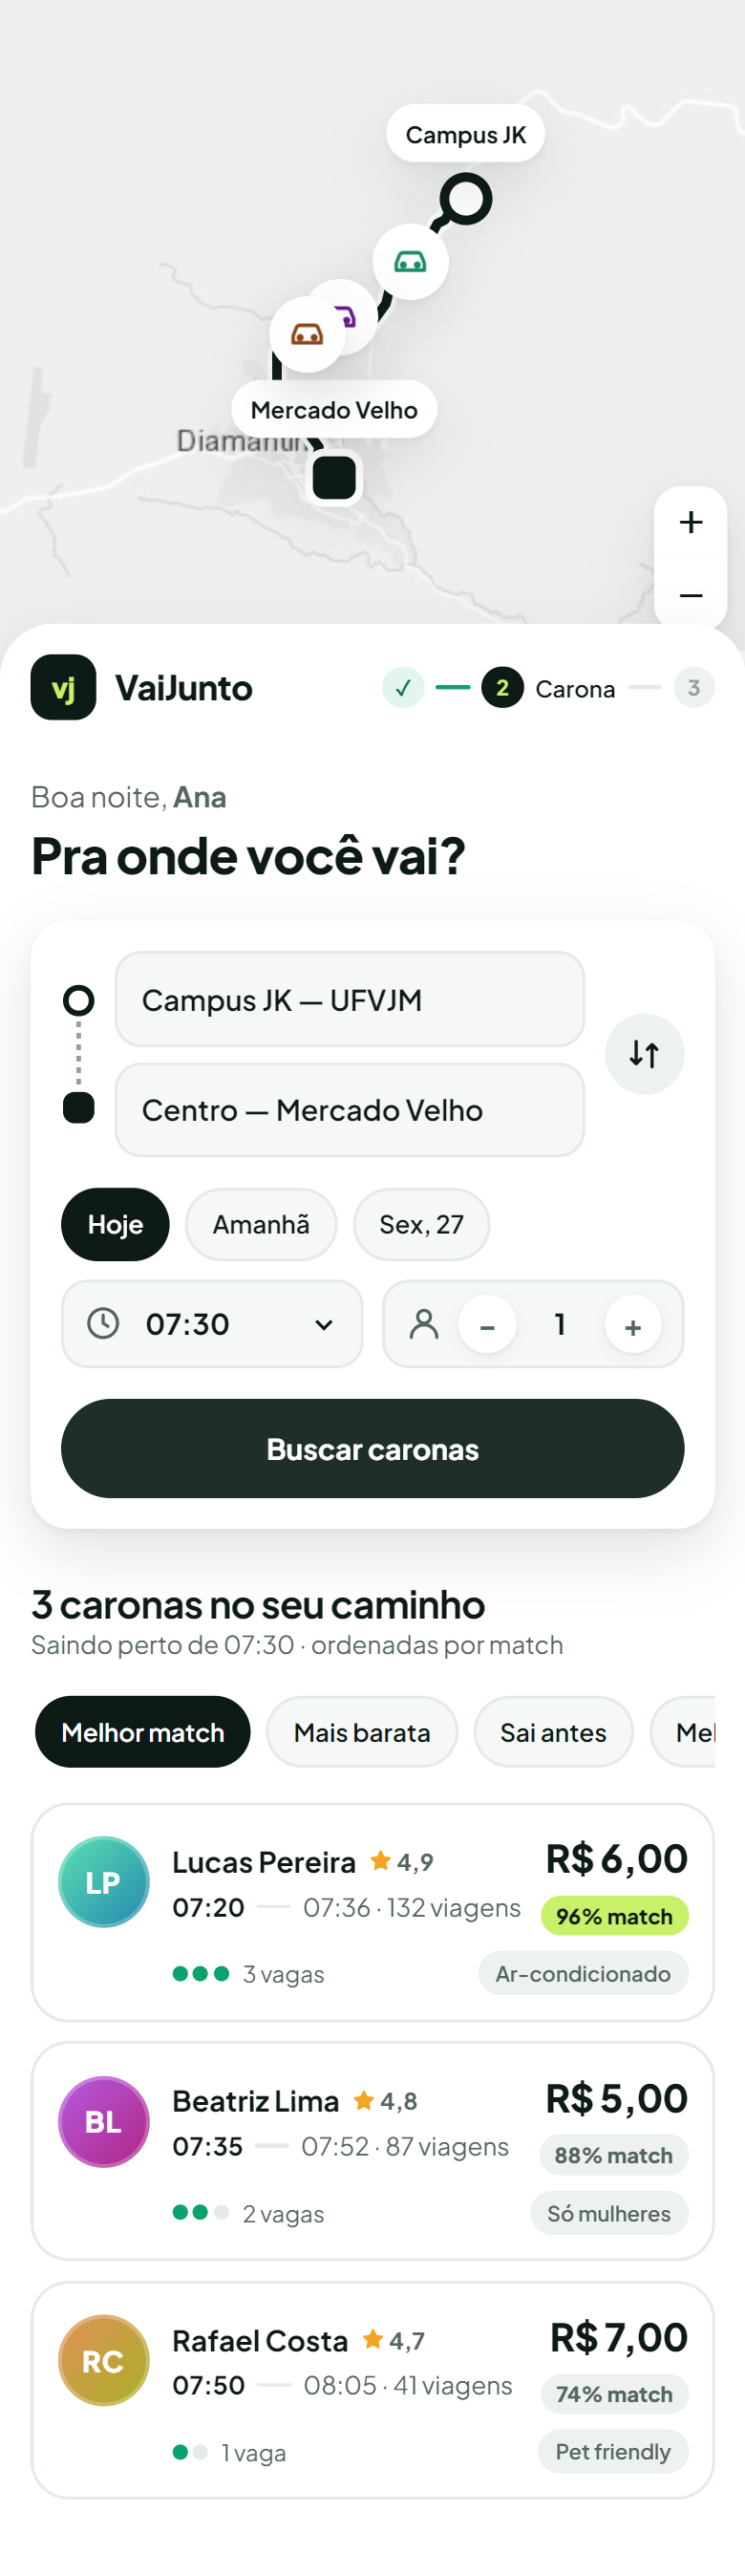 Campus JK
Mercado Velho
+
−
vj VaiJunto ✓ 2 Carona 3
Boa noite, Ana
Pra onde você vai?
Campus JK — UFVJM
Centro — Mercado Velho
Hoje Amanhã Sex, 27
07:30 − 1 +
Buscar caronas
3 caronas no seu caminho
Saindo perto de 07:30 · ordenadas por match
Melhor match Mais barata Sai antes
LP Lucas Pereira ★ 4,9 R$ 6,00
07:20 — 07:36 · 132 viagens 96% match
3 vagas Ar-condicionado
BL Beatriz Lima ★ 4,8 R$ 5,00
07:35 — 07:52 · 87 viagens 88% match
2 vagas Só mulheres
RC Rafael Costa ★ 4,7 R$ 7,00
07:50 — 08:05 · 41 viagens 74% match
1 vaga Pet friendly